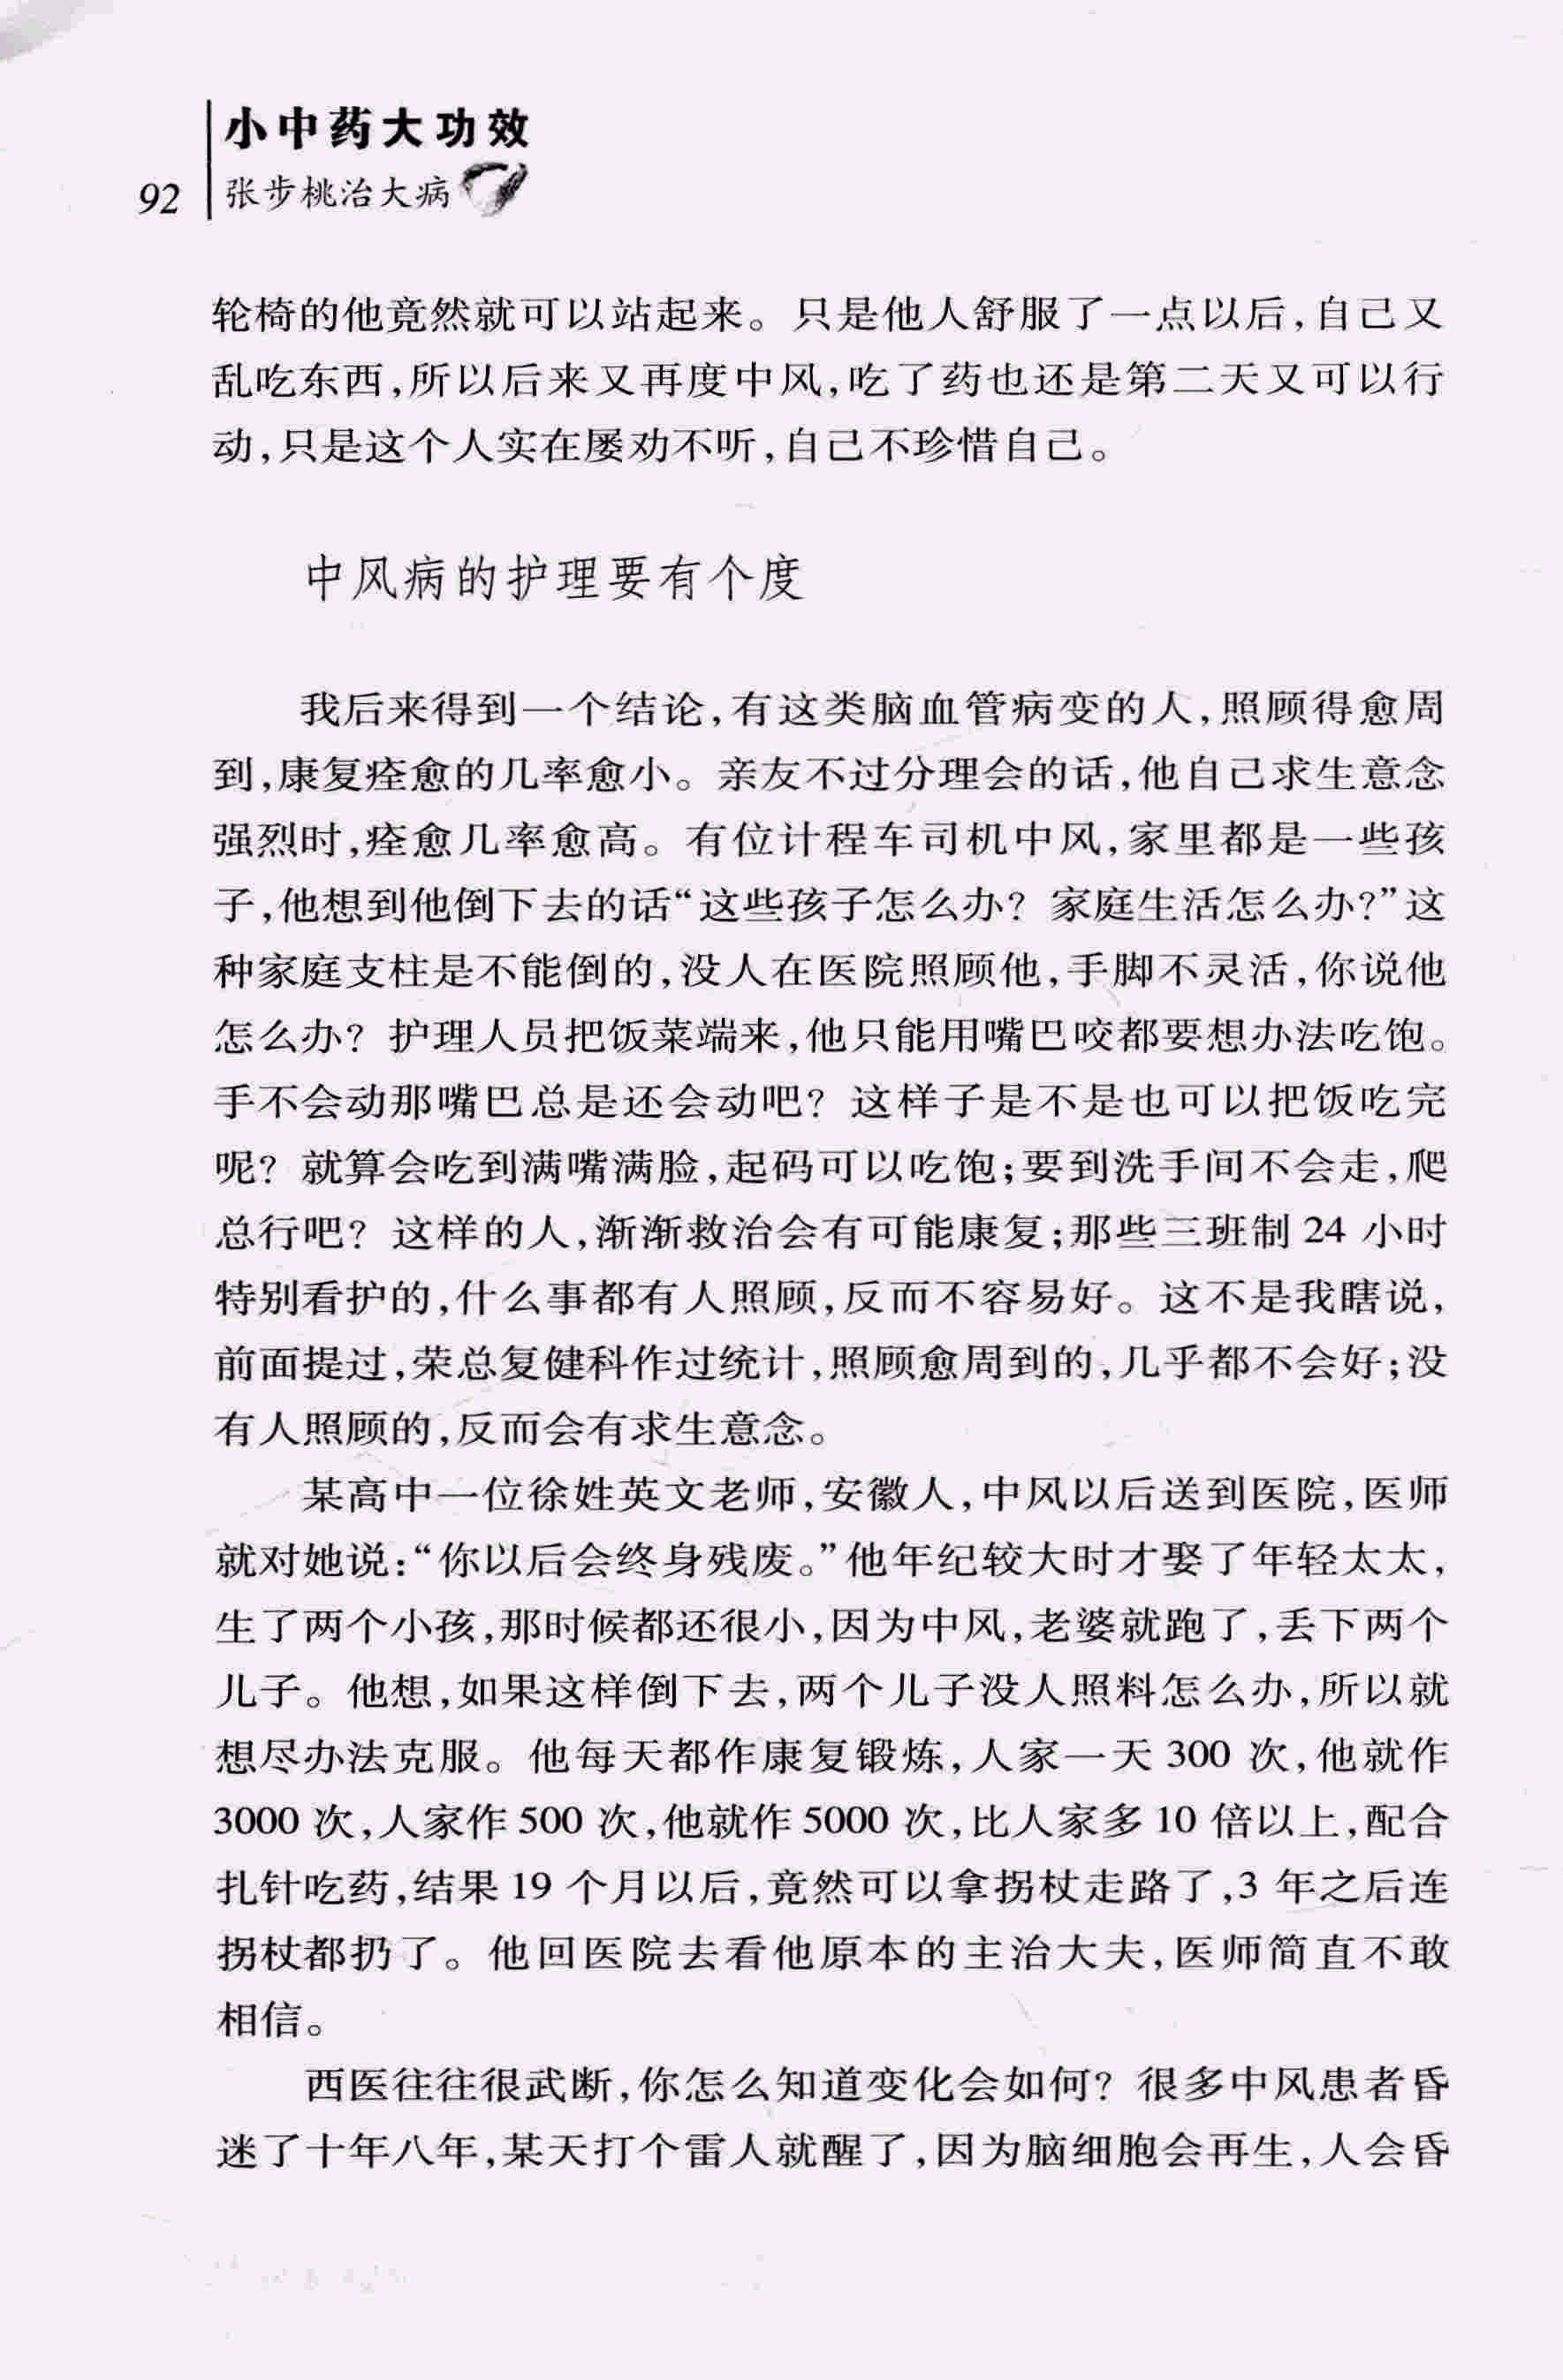 小中药大功效
92
张步桃治大病
轮椅的他竟然就可以站起来。只是他人舒服了一点以后,自己又
乱吃东西,所以后来又再度中风,吃了药也还是第二天又可以行
动,只是这个人实在屡劝不听,自己不珍惜自己。
中风病的护理要有个度
我后来得到一个结论,有这类脑血管病变的人,照顾得愈周
到,康复痊愈的几率愈小。亲友不过分理会的话,他自己求生意念
强烈时,痊愈几率愈高。有位计程车司机中风,家里都是一些孩
子,他想到他倒下去的话“这些孩子怎么办?家庭生活怎么办?”这
种家庭支柱是不能倒的,没人在医院照顾他,手脚不灵活,你说他
怎么办?护理人员把饭菜端来,他只能用嘴巴咬都要想办法吃饱。
手不会动那嘴巴总是还会动吧?这样子是不是也可以把饭吃完
呢?就算会吃到满嘴满脸,起码可以吃饱;要到洗手间不会走,爬
总行吧?这样的人,渐渐救治会有可能康复;那些三班制 24 小时
特别看护的,什么事都有人照顾,反而不容易好。这不是我瞎说,
前面提过,荣总复健科作过统计,照顾愈周到的,几乎都不会好;没
有人照顾的,反而会有求生意念。
某高中一位徐姓英文老师,安徽人,中风以后送到医院,医师
就对她说:“你以后会终身残废。”他年纪较大时才娶了年轻太太,
生了两个小孩,那时候都还很小,因为中风,老婆就跑了,丢下两个
儿子。他想,如果这样倒下去,两个儿子没人照料怎么办,所以就
想尽办法克服。他每天都作康复锻炼,人家一天 300 次,他就作
3000 次,人家作 500 次,他就作 5000 次,比人家多 10 倍以上,配合
扎针吃药,结果 19 个月以后,竟然可以拿拐杖走路了,3 年之后连
拐杖都扔了。他回医院去看他原本的主治大夫,医师简直不敢
相信。
西医往往很武断,你怎么知道变化会如何?很多中风患者昏
迷了十年八年,某天打个雷人就醒了,因为脑细胞会再生,人会昏